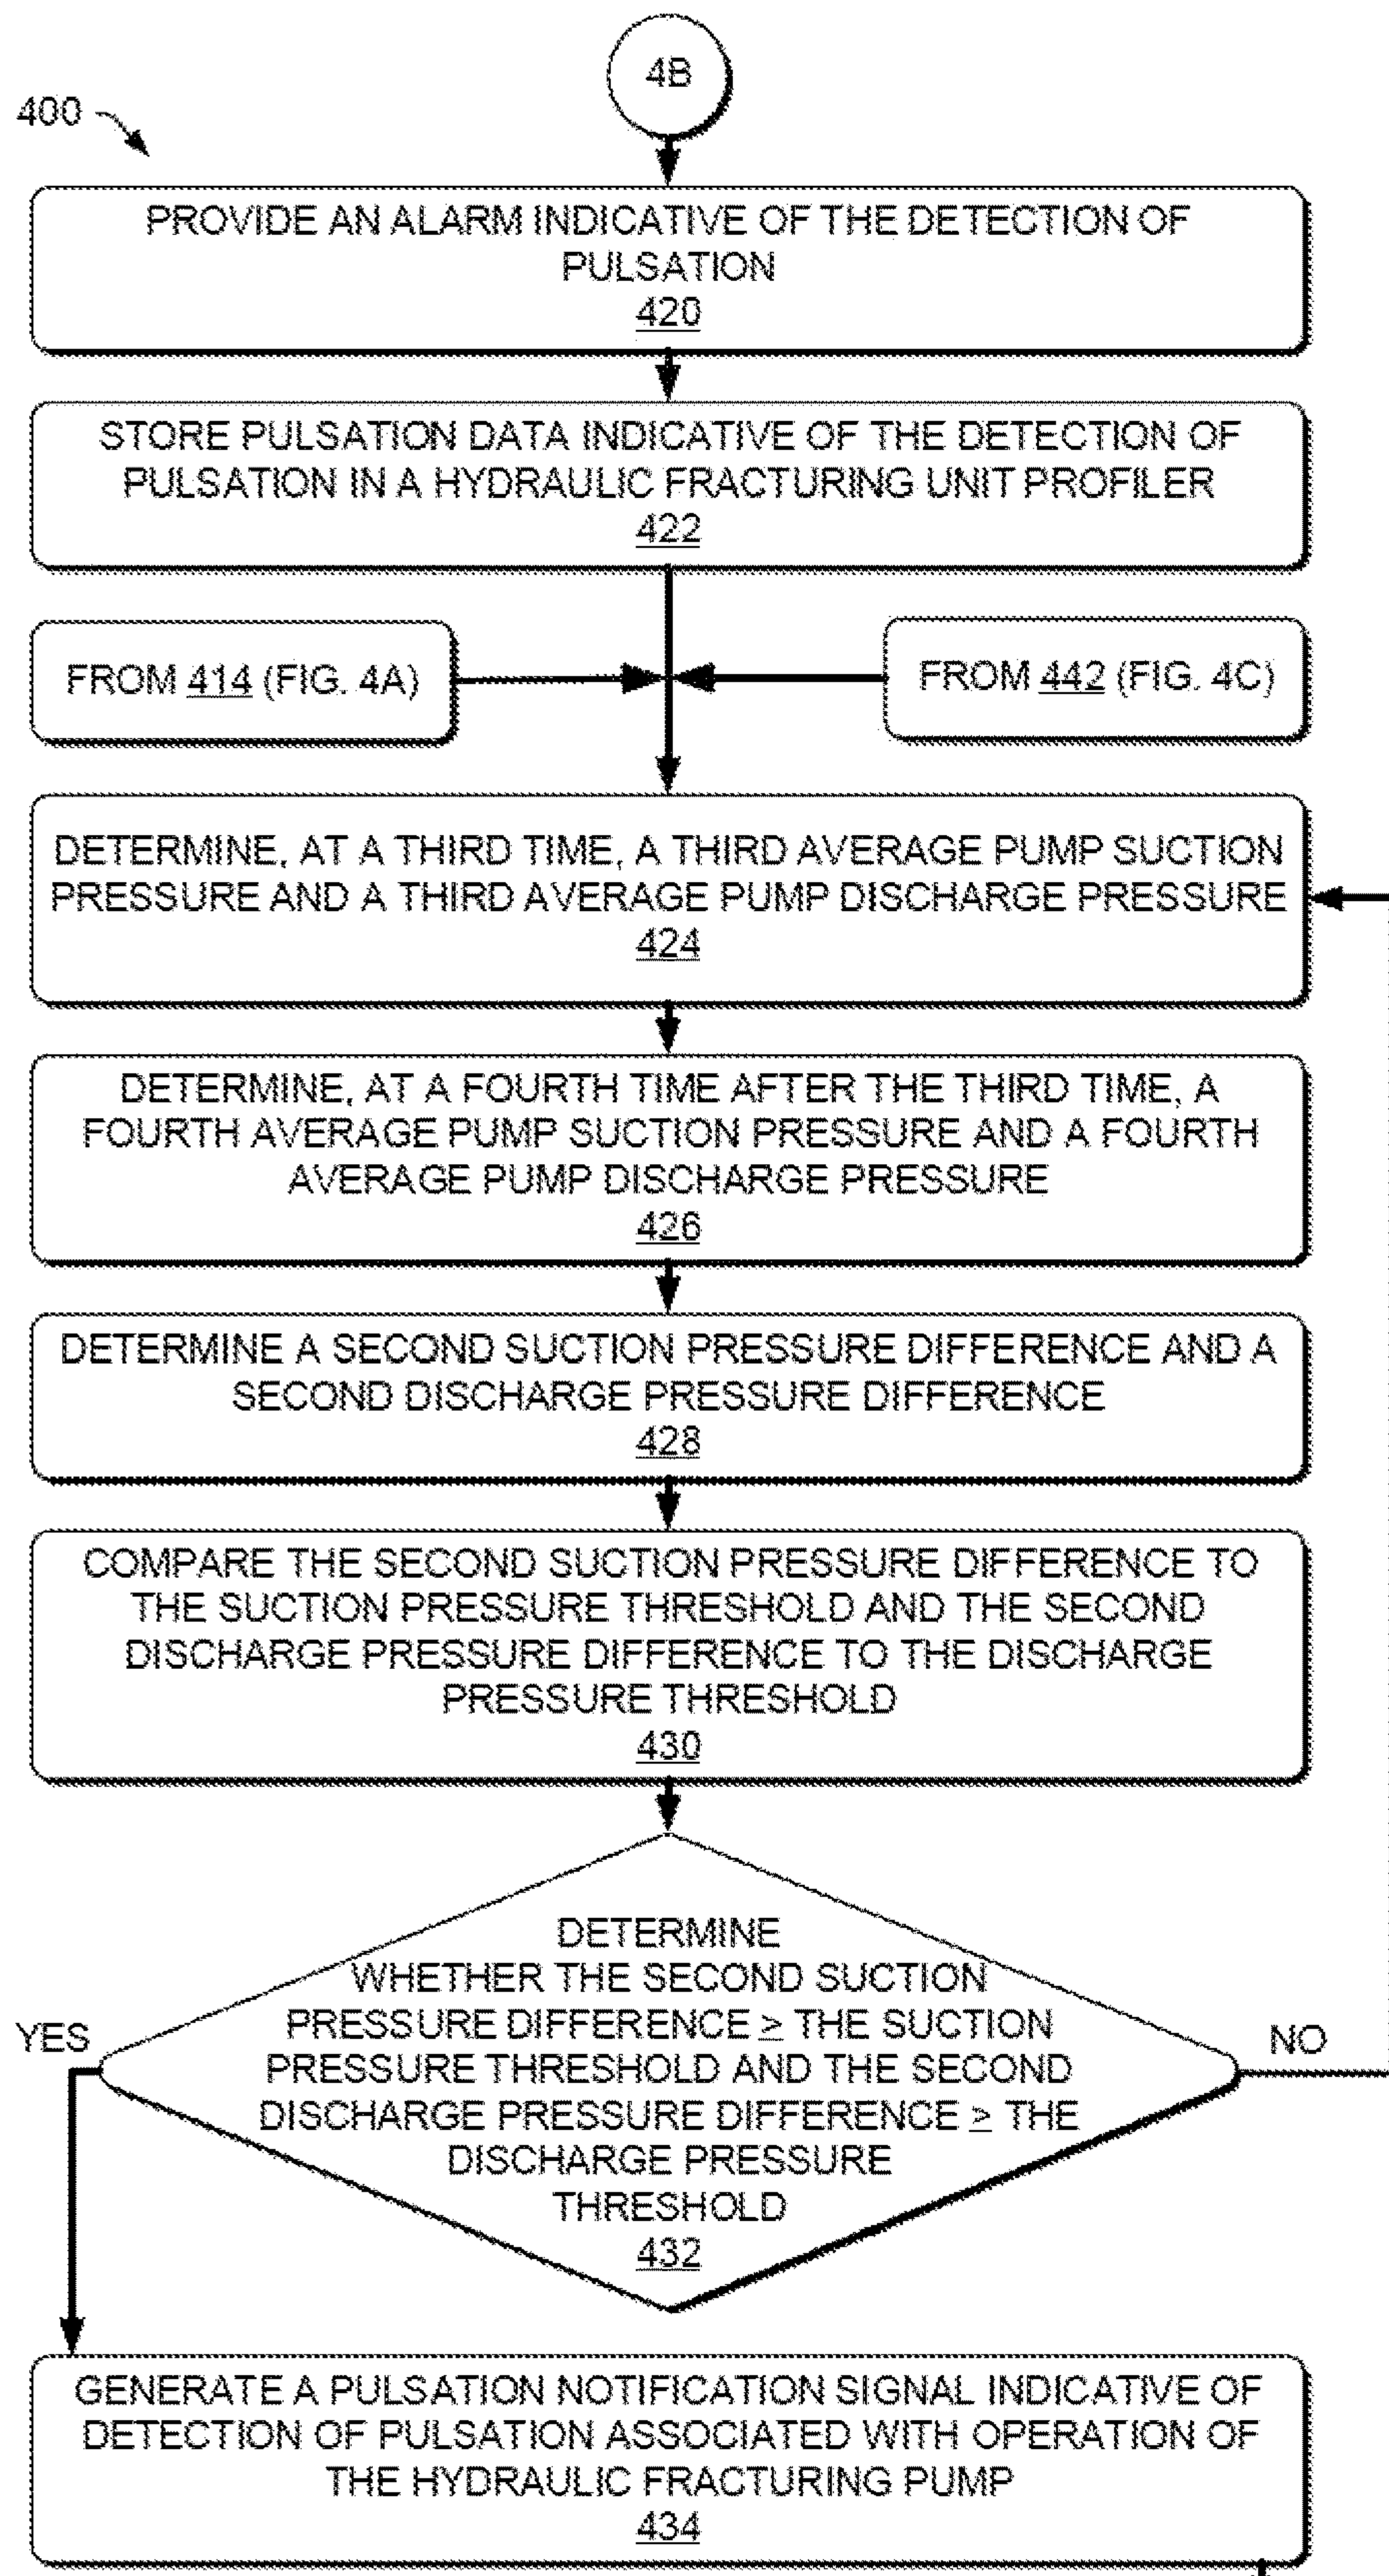 4B
400
PROVIDE AN ALARM INDICATIVE OF THE DETECTION OF
PULSATION
420
STORE PULSATION DATA INDICATIVE OF THE DETECTION OF
PULSATION IN A HYDRAULIC FRACTURING UNIT PROFILER
422
FROM 414 (FIG. 4A)
FROM 442 (FIG. 4C)
DETERMINE, AT A THIRD TIME, A THIRD AVERAGE PUMP SUCTION
PRESSURE AND A THIRD AVERAGE PUMP DISCHARGE PRESSURE
424
DETERMINE, AT A FOURTH TIME AFTER THE THIRD TIME, A
FOURTH AVERAGE PUMP SUCTION PRESSURE AND A FOURTH
AVERAGE PUMP DISCHARGE PRESSURE
426
DETERMINE A SECOND SUCTION PRESSURE DIFFERENCE AND A
SECOND DISCHARGE PRESSURE DIFFERENCE
428
COMPARE THE SECOND SUCTION PRESSURE DIFFERENCE TO
THE SUCTION PRESSURE THRESHOLD AND THE SECOND
DISCHARGE PRESSURE DIFFERENCE TO THE DISCHARGE
PRESSURE THRESHOLD
430
DETERMINE
WHETHER THE SECOND SUCTION
PRESSURE DIFFERENCE ≥ THE SUCTION
PRESSURE THRESHOLD AND THE SECOND
DISCHARGE PRESSURE DIFFERENCE ≥ THE
DISCHARGE PRESSURE
THRESHOLD
432
YES
NO
GENERATE A PULSATION NOTIFICATION SIGNAL INDICATIVE OF
DETECTION OF PULSATION ASSOCIATED WITH OPERATION OF
THE HYDRAULIC FRACTURING PUMP
434